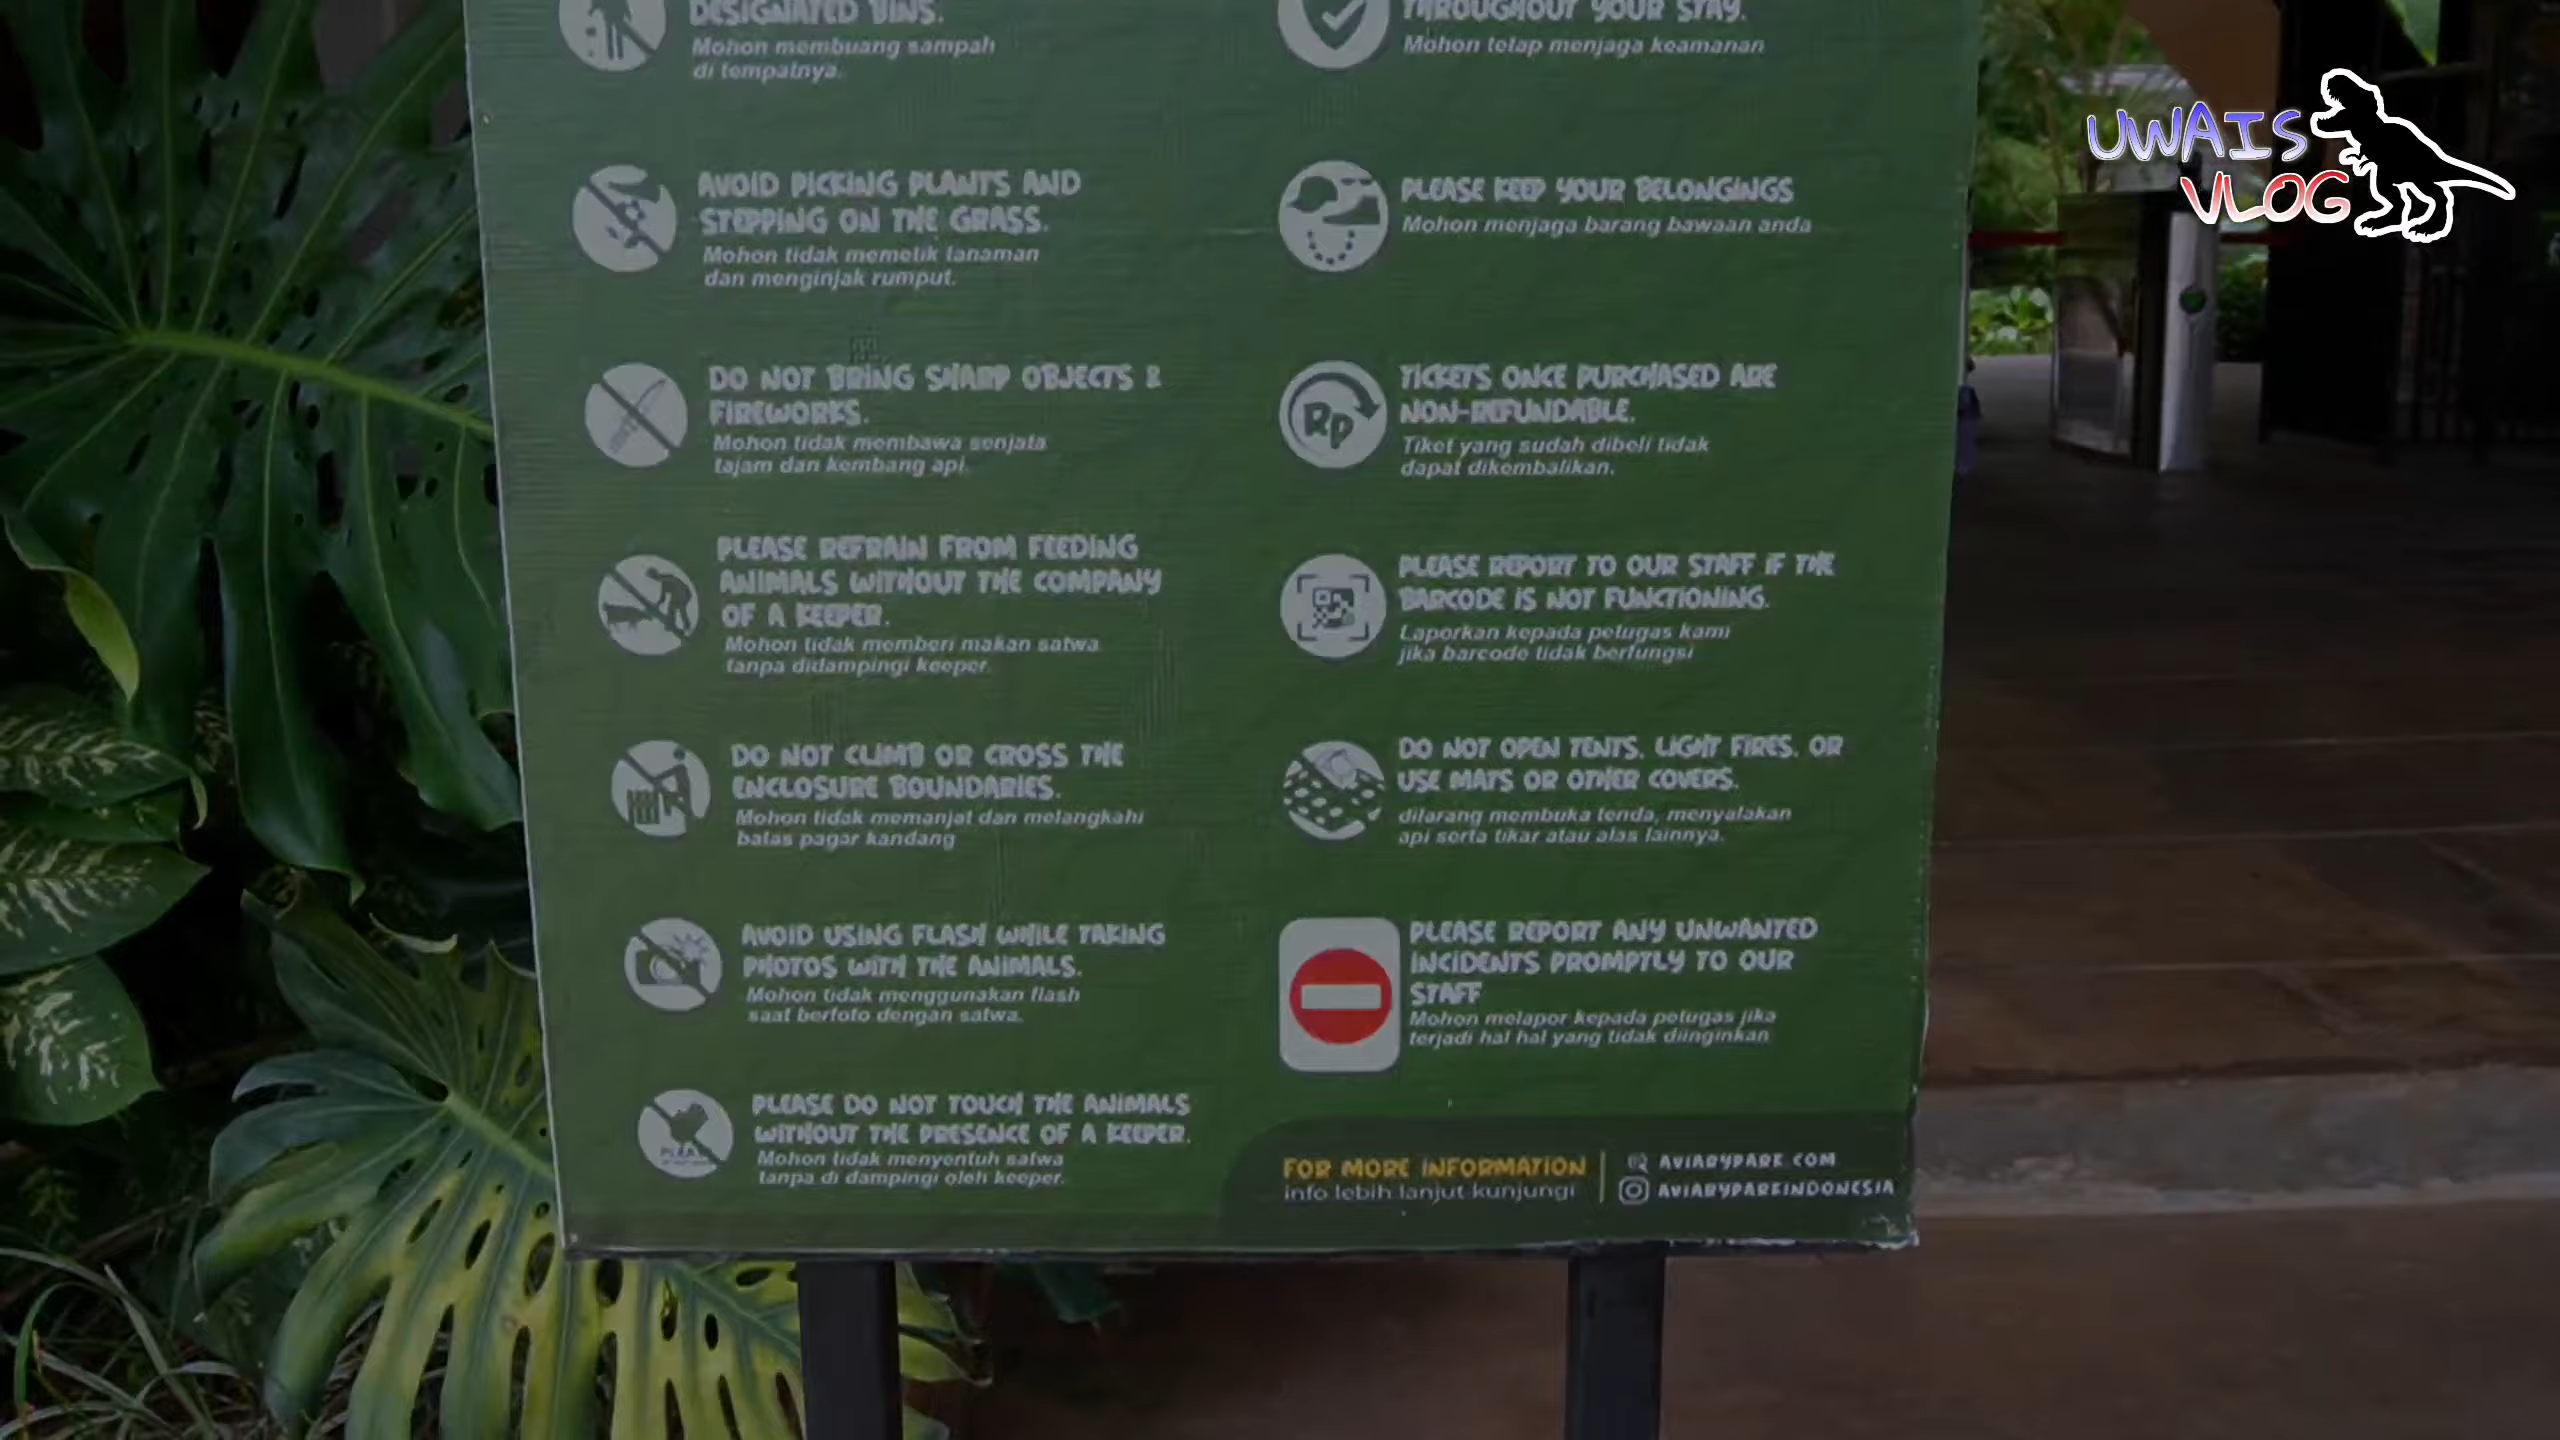 DESIGNATED BINS.
Mohon membuang sampah
di tempatnya.
AVOID PICKING PLANTS AND
STEPPING ON THE GRASS.
Mohon tidak memetik tanaman
dan menginjak rumput.
DO NOT BRING SHARP OBJECTS &
FIREWORKS.
Mohon tidak membawa senjata
tajam dan kembang api.
PLEASE REFRAIN FROM FEEDING
ANIMALS WITHOUT THE COMPANY
OF A KEEPER.
Mohon tidak memberi makan satwa
tanpa didampingi keeper.
DO NOT CLIMB OR CROSS THE
ENCLOSURE BOUNDARIES.
Mohon tidak memanjat dan melangkahi
batas pagar kandang
AVOID USING FLASH WHILE TAKING
PHOTOS WITH THE ANIMALS.
Mohon tidak menggunakan flash
saat berfoto dengan satwa.
PLEASE DO NOT TOUCH THE ANIMALS
WITHOUT THE PRESENCE OF A KEEPER.
Mohon tidak menyentuh satwa
tanpa di dampingi oleh keeper.
THROUGHOUT YOUR STAY.
Mohon tetap menjaga keamanan
PLEASE KEEP YOUR BELONGINGS
Mohon menjaga barang bawaan anda
Rp
TICKETS ONCE PURCHASED ARE
NON-REFUNDABLE.
Tiket yang sudah dibeli tidak
dapat dikembalikan.
PLEASE REPORT TO OUR STAFF IF THE
BARCODE IS NOT FUNCTIONING.
Laporkan kepada petugas kami
jika barcode tidak berfungsi
DO NOT OPEN TENTS, LIGHT FIRES, OR
USE MATS OR OTHER COVERS.
dilarang membuka tenda, menyalakan
api serta tikar atau alas lainnya.
PLEASE REPORT ANY UNWANTED
INCIDENTS PROMPTLY TO OUR
STAFF
Mohon melapor kepada petugas jika
terjadi hal hal yang tidak diinginkan
FOR MORE INFORMATION
info lebih lanjut kunjungi
AVIARYPARK.COM
AVIARYPARKINDONESIA
UWAIS
VLOG